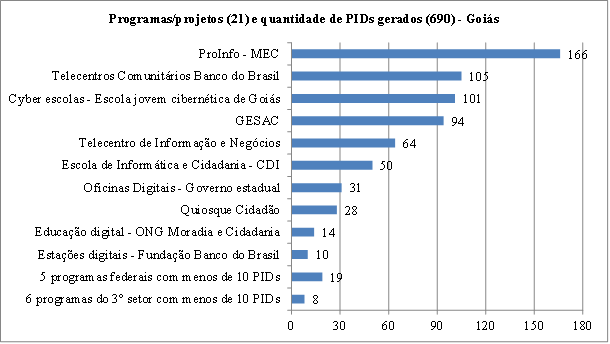 Programas/projetos (21) e quantidade de PIDs gerados (690) - Goiás
ProInfo - MEC 166
Telecentros Comunitários Banco do Brasil 105
Cyber escolas - Escola jovem cibernética de Goiás 101
GESAC 94
Telecentro de Informação e Negócios 64
Escola de Informática e Cidadania - CDI 50
Oficinas Digitais - Governo estadual 31
Quiosque Cidadão 28
Educação digital - ONG Moradia e Cidadania 14
Estações digitais - Fundação Banco do Brasil 10
5 programas federais com menos de 10 PIDs 19
6 programas do 3º setor com menos de 10 PIDs 8
0 30 60 90 120 150 180